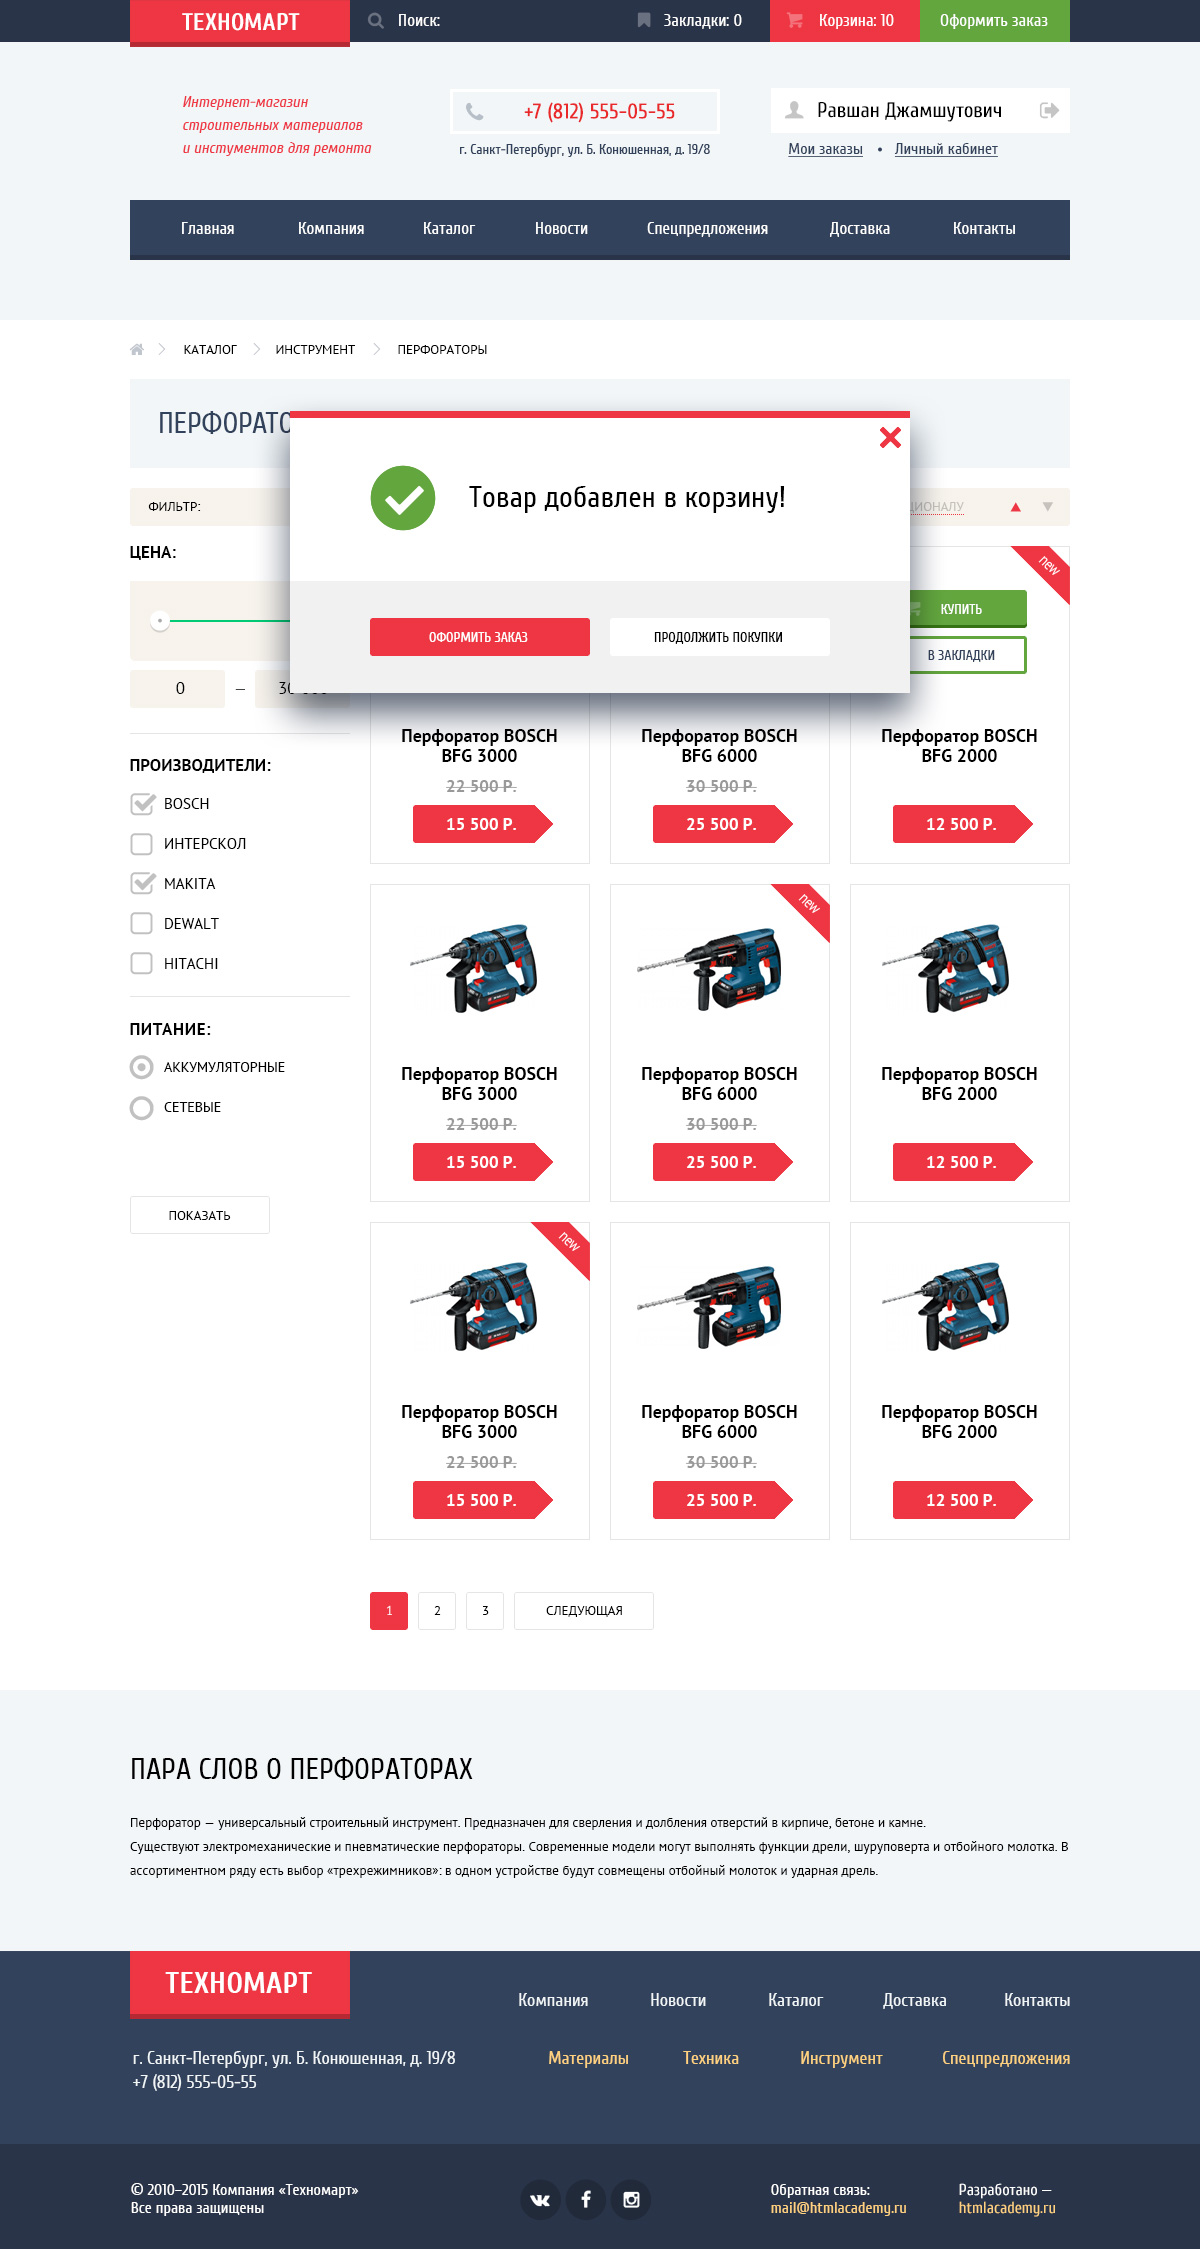 ТЕХНОМАРТ
Поиск:
Закладки: 0
Корзина: 10
Оформить заказ
Интернет-магазин
строительных материалов
и инстументов для ремонта
+7 (812) 555-05-55
г. Санкт-Петербург, ул. Б. Конюшенная, д. 19/8
Равшан Джамшутович
Мои заказы • Личный кабинет
Главная
Компания
Каталог
Новости
Спецпредложения
Доставка
Контакты
КАТАЛОГ
ИНСТРУМЕНТ
ПЕРФОРАТОРЫ
ПЕРФОРАТО
Товар добавлен в корзину!
ОФОРМИТЬ ЗАКАЗ
ПРОДОЛЖИТЬ ПОКУПКИ
ФИЛЬТР:
ЦИОНАЛУ
ЦЕНА:
0 –
new
КУПИТЬ
В ЗАКЛАДКИ
ПРОИЗВОДИТЕЛИ:
BOSCH
ИНТЕРСКОЛ
MAKITA
DEWALT
HITACHI
ПИТАНИЕ:
АККУМУЛЯТОРНЫЕ
СЕТЕВЫЕ
ПОКАЗАТЬ
Перфоратор BOSCH
BFG 3000
22 500 Р.
15 500 Р.
Перфоратор BOSCH
BFG 6000
30 500 Р.
25 500 Р.
Перфоратор BOSCH
BFG 2000
12 500 Р.
Перфоратор BOSCH
BFG 3000
22 500 Р.
15 500 Р.
new
Перфоратор BOSCH
BFG 6000
30 500 Р.
25 500 Р.
Перфоратор BOSCH
BFG 2000
12 500 Р.
new
Перфоратор BOSCH
BFG 3000
22 500 Р.
15 500 Р.
Перфоратор BOSCH
BFG 6000
30 500 Р.
25 500 Р.
Перфоратор BOSCH
BFG 2000
12 500 Р.
1
2
3
СЛЕДУЮЩАЯ
ПАРА СЛОВ О ПЕРФОРАТОРАХ
Перфоратор — универсальный строительный инструмент. Предназначен для сверления и долбления отверстий в кирпиче, бетоне и камне.
Существуют электромеханические и пневматические перфораторы. Современные модели могут выполнять функции дрели, шуруповерта и отбойного молотка. В
ассортиментном ряду есть выбор «трехрежимников»: в одном устройстве будут совмещены отбойный молоток и ударная дрель.
ТЕХНОМАРТ
Компания
Новости
Каталог
Доставка
Контакты
г. Санкт-Петербург, ул. Б. Конюшенная, д. 19/8
+7 (812) 555-05-55
Материалы
Техника
Инструмент
Спецпредложения
© 2010–2015 Компания «Техномарт»
Все права защищены
Обратная связь:
mail@htmlacademy.ru
Разработано —
htmlacademy.ru